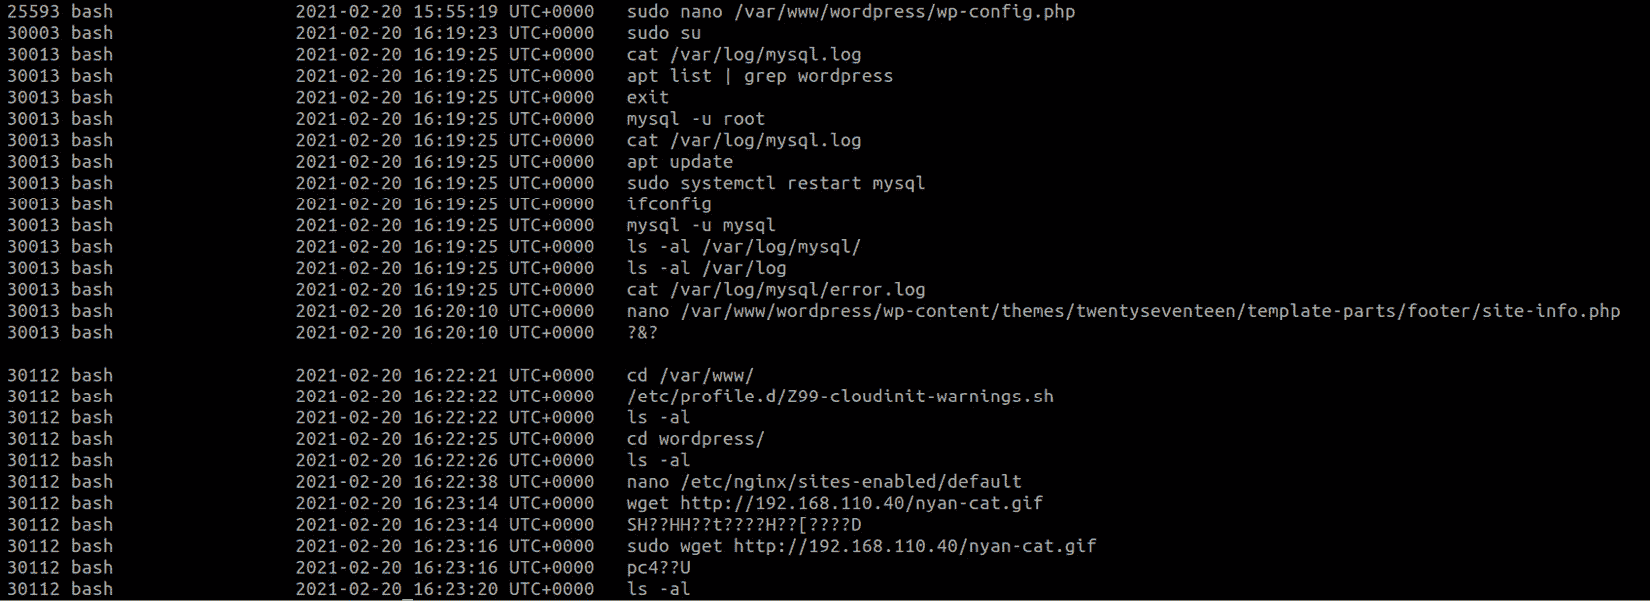 25593 bash 2021-02-20 15:55:19 UTC+0000 sudo nano /var/www/wordpress/wp-config.php
30003 bash 2021-02-20 16:19:23 UTC+0000 sudo su
30013 bash 2021-02-20 16:19:25 UTC+0000 cat /var/log/mysql.log
30013 bash 2021-02-20 16:19:25 UTC+0000 apt list | grep wordpress
30013 bash 2021-02-20 16:19:25 UTC+0000 exit
30013 bash 2021-02-20 16:19:25 UTC+0000 mysql -u root
30013 bash 2021-02-20 16:19:25 UTC+0000 cat /var/log/mysql.log
30013 bash 2021-02-20 16:19:25 UTC+0000 apt update
30013 bash 2021-02-20 16:19:25 UTC+0000 sudo systemctl restart mysql
30013 bash 2021-02-20 16:19:25 UTC+0000 ifconfig
30013 bash 2021-02-20 16:19:25 UTC+0000 mysql -u mysql
30013 bash 2021-02-20 16:19:25 UTC+0000 ls -al /var/log/mysql/
30013 bash 2021-02-20 16:19:25 UTC+0000 ls -al /var/log
30013 bash 2021-02-20 16:19:25 UTC+0000 cat /var/log/mysql/error.log
30013 bash 2021-02-20 16:20:10 UTC+0000 nano /var/www/wordpress/wp-content/themes/twentyseventeen/template-parts/footer/site-info.php
30013 bash 2021-02-20 16:20:10 UTC+0000 ?&?
30112 bash 2021-02-20 16:22:21 UTC+0000 cd /var/www/
30112 bash 2021-02-20 16:22:22 UTC+0000 /etc/profile.d/Z99-cloudinit-warnings.sh
30112 bash 2021-02-20 16:22:22 UTC+0000 ls -al
30112 bash 2021-02-20 16:22:25 UTC+0000 cd wordpress/
30112 bash 2021-02-20 16:22:26 UTC+0000 ls -al
30112 bash 2021-02-20 16:22:38 UTC+0000 nano /etc/nginx/sites-enabled/default
30112 bash 2021-02-20 16:23:14 UTC+0000 wget http://192.168.110.40/nyan-cat.gif
30112 bash 2021-02-20 16:23:14 UTC+0000 SH??HH??t????H??[????D
30112 bash 2021-02-20 16:23:16 UTC+0000 sudo wget http://192.168.110.40/nyan-cat.gif
30112 bash 2021-02-20 16:23:16 UTC+0000 pc4??U
30112 bash 2021-02-20 16:23:20 UTC+0000 ls -al